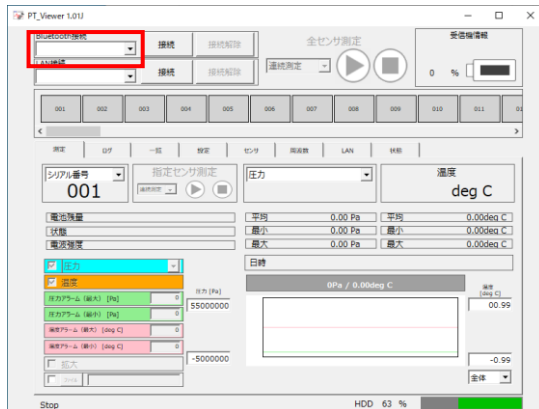 PT_Viewer 1.01J
Bluetooth接続
接続
接続解除
LAN接続
接続
接続解除
全センサ測定
連続測定
受信機情報
0 %
001 002 003 004 005 006 007 008 009 010 011 01
測定 ログ 一括 設定 センサ 周波数 LAN 状態
シリアル番号
001
指定センサ測定
連続測定
圧力
温度
deg C
電池残量
状態
電波強度
平均 0.00 Pa
最小 0.00 Pa
最大 0.00 Pa
平均 0.00deg C
最小 0.00deg C
最大 0.00deg C
日時
圧力
温度
圧力アラーム (最大) [Pa] 0
圧力アラーム (最小) [Pa] 0
温度アラーム (最大) [deg C] 0
温度アラーム (最小) [deg C] 0
拡大
圧力 [Pa]
55000000
-5000000
0Pa / 0.00deg C
温度
[deg C]
00.99
-0.99
全体
Stop
HDD 63 %